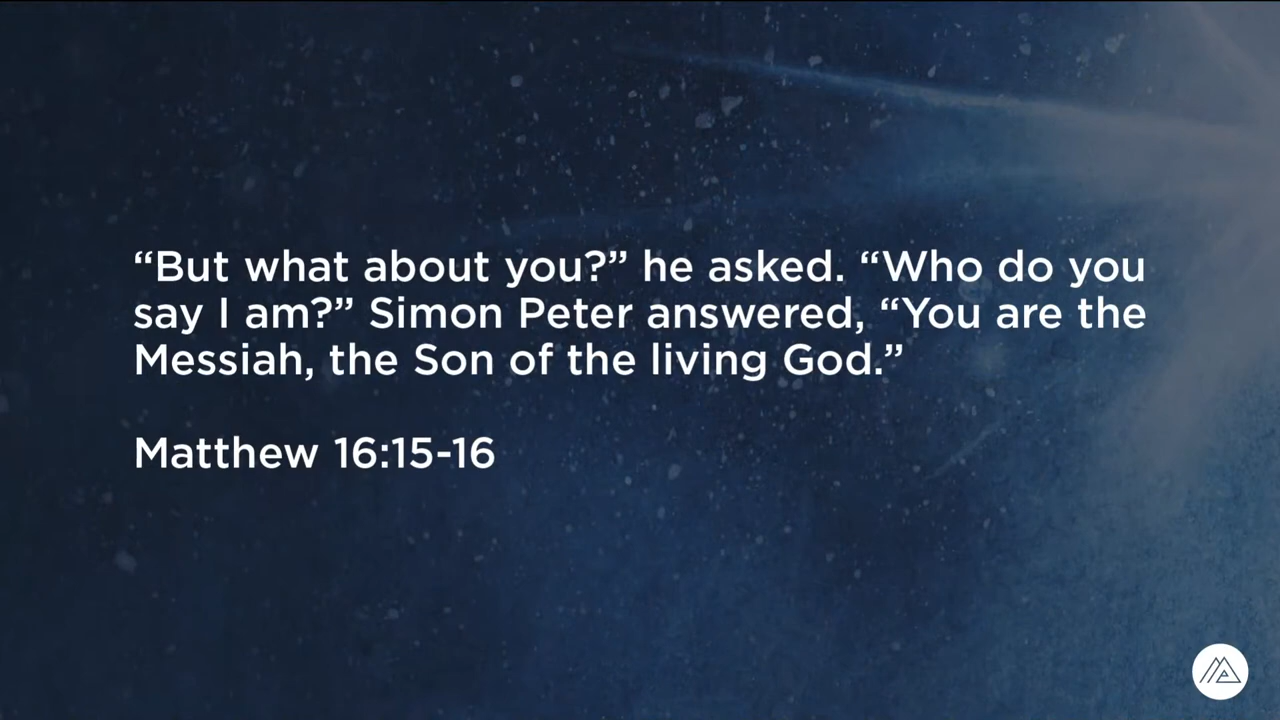 “But what about you?” he asked. “Who do you
say I am?” Simon Peter answered, “You are the
Messiah, the Son of the living God.”
Matthew 16:15-16